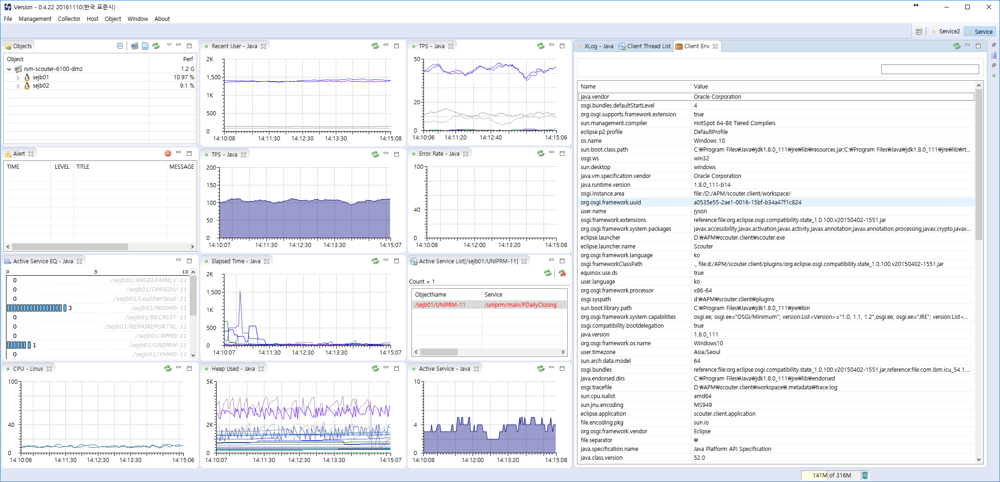 Version - 0.4.22 20161110(한국 표준시)
File Management Collector Host Object Window About
Service2 Service
Objects
Object Perf
rsm-scouter-6100-dmz 1.2 G
sejb01 10.97 %
sejb02 9.1 %
Recent User - Java
2K
1,500
1K
500
0
14:10:08 14:11:30 14:12:30 14:13:30 14:15:08
TPS - Java
50
20
0
14:10:06 14:11:20 14:12:40 14:15:06
Alert
TIME LEVEL TITLE MESSAGE
TPS - Java
200
150
100
50
0
14:10:07 14:11:30 14:12:30 14:13:30 14:15:07
Error Rate - Java
100
40
0
14:10:08 14:12:00 14:13:20 14:15:08
Active Service EQ - Java
0 5 10
0 /sejb01/ANGELFAMILY-11
0 /sejb01/DMSEDU-11
0 /sejb01/LeatherSeat-11
3 /sejb01/NSDMS-11
0 /sejb01/RECRUIT-11
0 /sejb01/REPAIREPORTAL-11
0 /sejb01/RPMS-11
1 /sejb01/UNIPRM-11
0 /sejb01/XMMS-11
Elapsed Time - Java
2K
1,500
1K
500
0
14:10:07 14:11:30 14:12:30 14:13:30 14:15:07
Active Service List[/sejb01/UNIPRM-11]
Count = 1
ObjectName Service
/sejb01/UNIPRM-11 /uniprm/main/PDailyClosing
CPU - Linux
100
40
0
14:10:06 14:11:30 14:12:30 14:13:30 14:15:06
Heap Used - Java
5K
2K
0
14:10:07 14:11:30 14:12:30 14:13:30 14:15:07
Active Service - Java
10
4
0
14:10:08 14:12:00 14:13:20 14:15:08
XLog - Java Client Thread List Client Env
Name Value
java.vendor Oracle Corporation
osgi.bundles.defaultStartLevel 4
org.osgi.supports.framework.extension true
sun.management.compiler HotSpot 64-Bit Tiered Compilers
eclipse.p2.profile DefaultProfile
os.name Windows 10
sun.boot.class.path C:₩Program Files₩Java₩jdk1.8.0_111₩jre₩lib₩resources.jar;C:₩Program Files₩Java₩jdk1.8.0_111₩jre₩lib₩rt...
osgi.ws win32
sun.desktop windows
java.vm.specification.vendor Oracle Corporation
java.runtime.version 1.8.0_111-b14
osgi.instance.area file:/D:/APM/scouter.client/workspace/
org.osgi.framework.uuid a0535e55-2ae1-0016-15bf-b34a47f1c824
user.name jyson
osgi.framework.extensions reference:file:org.eclipse.osgi.compatibility.state_1.0.100.v20150402-1551.jar
org.osgi.framework.system.packages javax.accessibility,javax.activation,javax.activity,javax.annotation,javax.annotation.processing,javax.crypto,javax...
eclipse.launcher D:₩APM₩scouter.client₩scouter.exe
eclipse.launcher.name Scouter
org.osgi.framework.language ko
osgi.frameworkClassPath ., file:d:/APM/scouter.client/plugins/org.eclipse.osgi.compatibility.state_1.0.100.v20150402-1551.jar
equinox.use.ds true
user.language ko
org.osgi.framework.processor x86-64
osgi.syspath d:₩APM₩scouter.client₩plugins
sun.boot.library.path C:₩Program Files₩Java₩jdk1.8.0_111₩jre₩bin
org.osgi.framework.system.capabilities osgi.ee; osgi.ee="OSGi/Minimum"; version:List<Version>="1.0, 1.1, 1.2",osgi.ee; osgi.ee="JRE"; version:List<...
osgi.compatibility.bootdelegation true
java.version 1.8.0_111
org.osgi.framework.os.name Windows10
user.timezone Asia/Seoul
sun.arch.data.model 64
osgi.bundles reference:file:org.eclipse.osgi.compatibility.state_1.0.100.v20150402-1551.jar,reference:file:com.ibm.icu_54.1....
java.endorsed.dirs C:₩Program Files₩Java₩jdk1.8.0_111₩jre₩lib₩endorsed
osgi.tracefile D:₩APM₩scouter.client₩workspace₩.metadata₩trace.log
sun.cpu.isalist amd64
sun.jnu.encoding MS949
eclipse.application scouter.client.application
file.encoding.pkg sun.io
org.osgi.framework.vendor Eclipse
file.separator ₩
java.specification.name Java Platform API Specification
java.class.version 52.0
141M of 316M